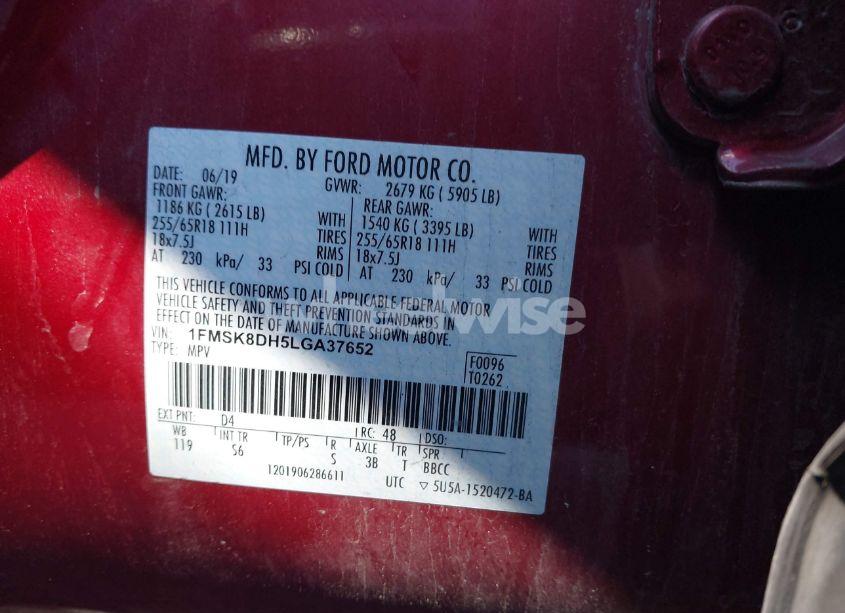 MFD. BY FORD MOTOR CO.
DATE: 06/19 GVWR: 2679 KG ( 5905 LB)
FRONT GAWR: REAR GAWR:
1186 KG ( 2615 LB) WITH 1540 KG ( 3395 LB) WITH
255/65R18 111H TIRES 255/65R18 111H TIRES
18x7.5J RIMS 18x7.5J RIMS
AT 230 kPa/ 33 PSI COLD AT 230 kPa/ 33 PSI COLD
THIS VEHICLE CONFORMS TO ALL APPLICABLE FEDERAL MOTOR
VEHICLE SAFETY AND THEFT PREVENTION STANDARDS IN
EFFECT ON THE DATE OF MANUFACTURE SHOWN ABOVE.
VIN: 1FMSK8DH5LGA37652
TYPE: MPV
F0096
T0262
EXT PNT: D4 RC: 48 DSO:
WB INT TR TP/PS R AXLE TR SPR
119 S6 S 3B T BBCC
1201906286611 UTC ▽ 5U5A-1520472-BA
wise